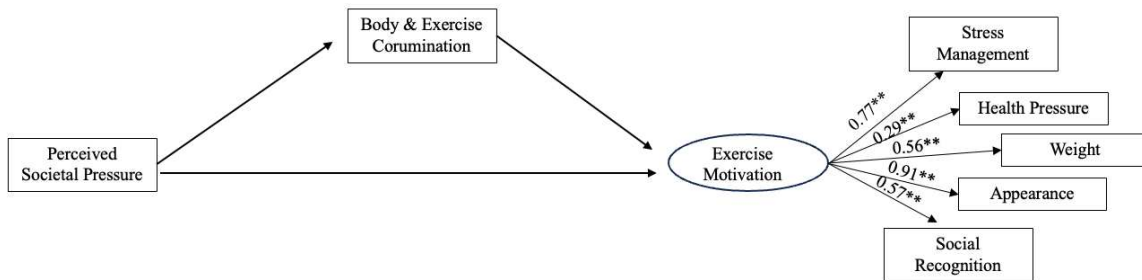 Body & Exercise
Corumination
Stress
Management
0.77**
Health Pressure
0.29**
0.56**
Weight
Perceived
Societal Pressure
Exercise
Motivation
0.91**
Appearance
0.57**
Social
Recognition